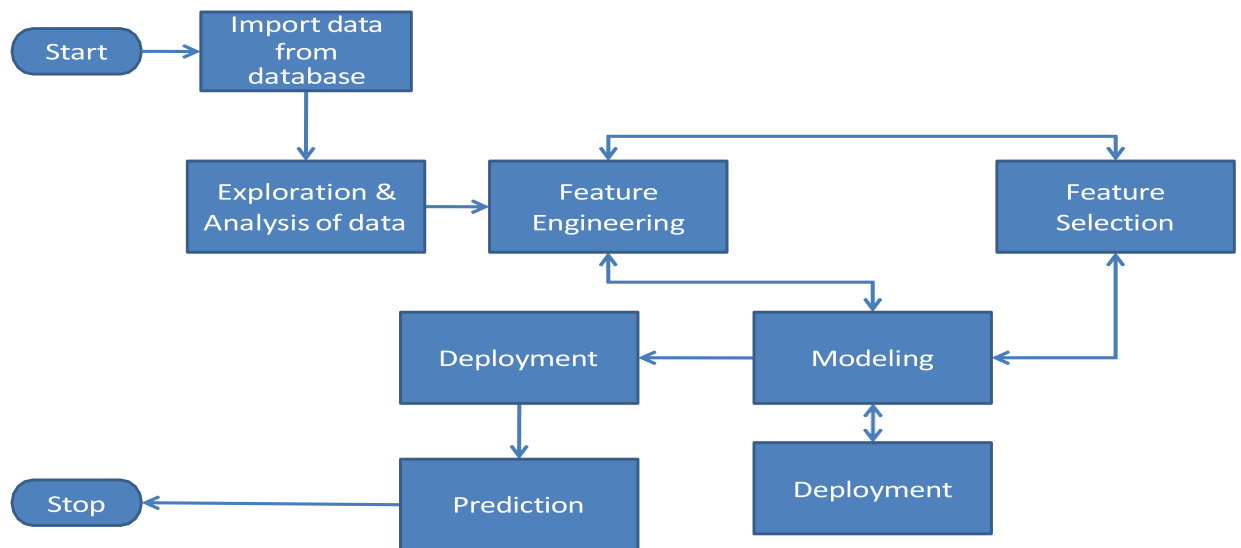 Start
Import data
from
database
Exploration &
Analysis of data
Feature
Engineering
Feature
Selection
Deployment
Modeling
Deployment
Prediction
Stop